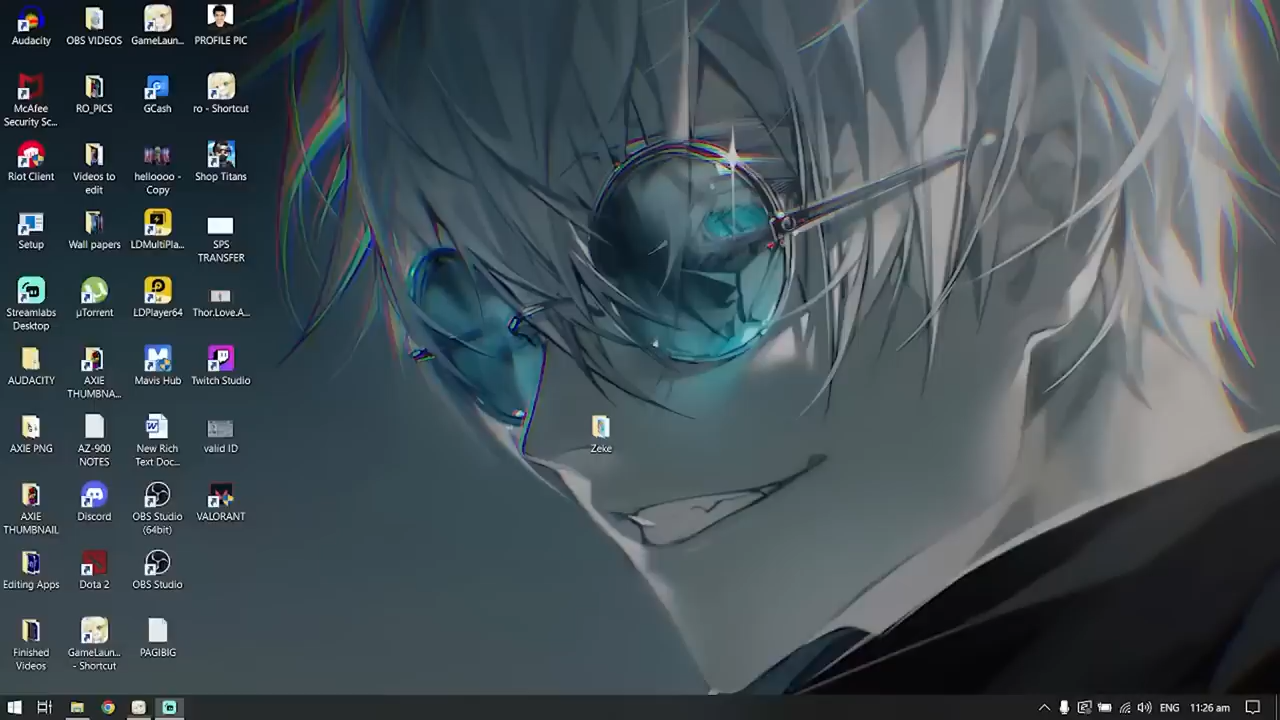 Audacity
OBS VIDEOS
GameLaun...
PROFILE PIC
McAfee
Security Sc...
RO_PICS
GCash
ro - Shortcut
Riot Client
Videos to
edit
helloooo -
Copy
Shop Titans
Setup
Wall papers
LDMultiPla...
SPS
TRANSFER
Streamlabs
Desktop
µTorrent
LDPlayer64
Thor.Love.A...
AUDACITY
AXIE
THUMBNA...
Mavis Hub
Twitch Studio
AXIE PNG
AZ-900
NOTES
New Rich
Text Doc...
valid ID
Zeke
AXIE
THUMBNAIL
Discord
OBS Studio
(64bit)
VALORANT
Editing Apps
Dota 2
OBS Studio
Finished
Videos
GameLaun...
- Shortcut
PAGIBIG
ENG
11:26 am